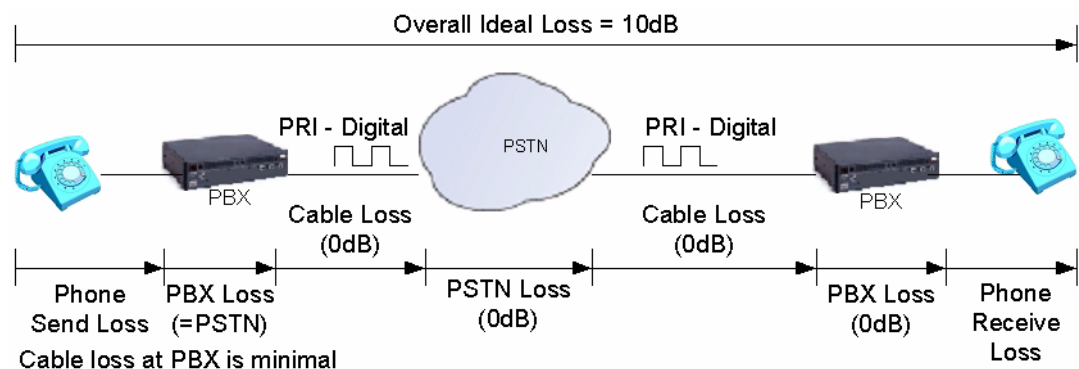 Overall Ideal Loss = 10dB
PRI - Digital
PSTN
PRI - Digital
PBX
PBX
Cable Loss
(0dB)
Cable Loss
(0dB)
Phone
Send Loss
PBX Loss
(=PSTN)
PSTN Loss
(0dB)
PBX Loss
(0dB)
Phone
Receive
Loss
Cable loss at PBX is minimal